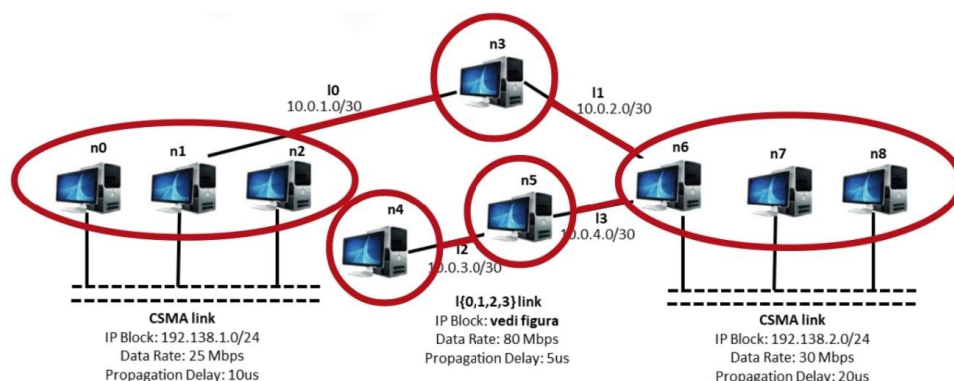 n3
l0
10.0.1.0/30
l1
10.0.2.0/30
n0
n1
n2
n6
n7
n8
n5
n4
l3
10.0.4.0/30
l2
10.0.3.0/30
CSMA link
IP Block: 192.138.1.0/24
Data Rate: 25 Mbps
Propagation Delay: 10us
l{0,1,2,3} link
IP Block: vedi figura
Data Rate: 80 Mbps
Propagation Delay: 5us
CSMA link
IP Block: 192.138.2.0/24
Data Rate: 30 Mbps
Propagation Delay: 20us